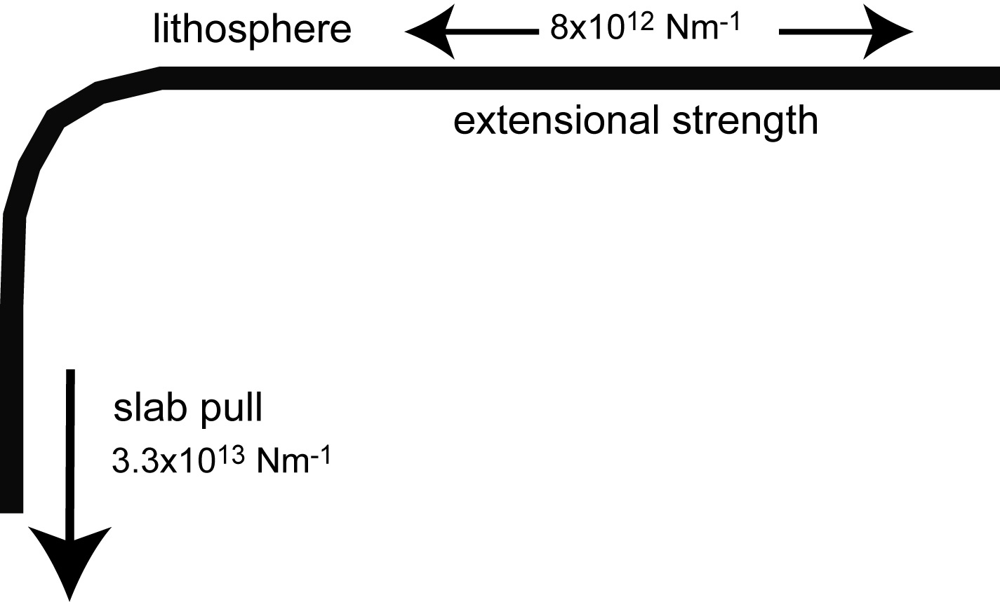 lithosphere
8x10¹² Nm⁻¹
extensional strength
slab pull
3.3x10¹³ Nm⁻¹